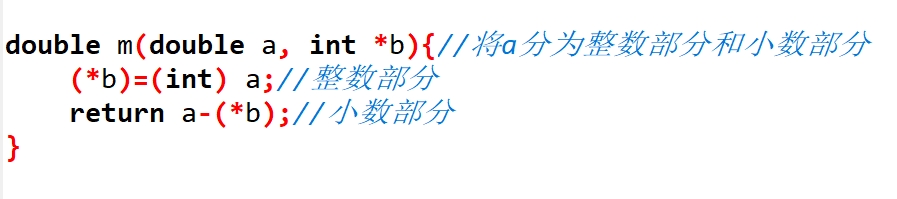 double m(double a, int *b){//将a分为整数部分和小数部分
(*b)=(int) a;//整数部分
return a-(*b);//小数部分
}